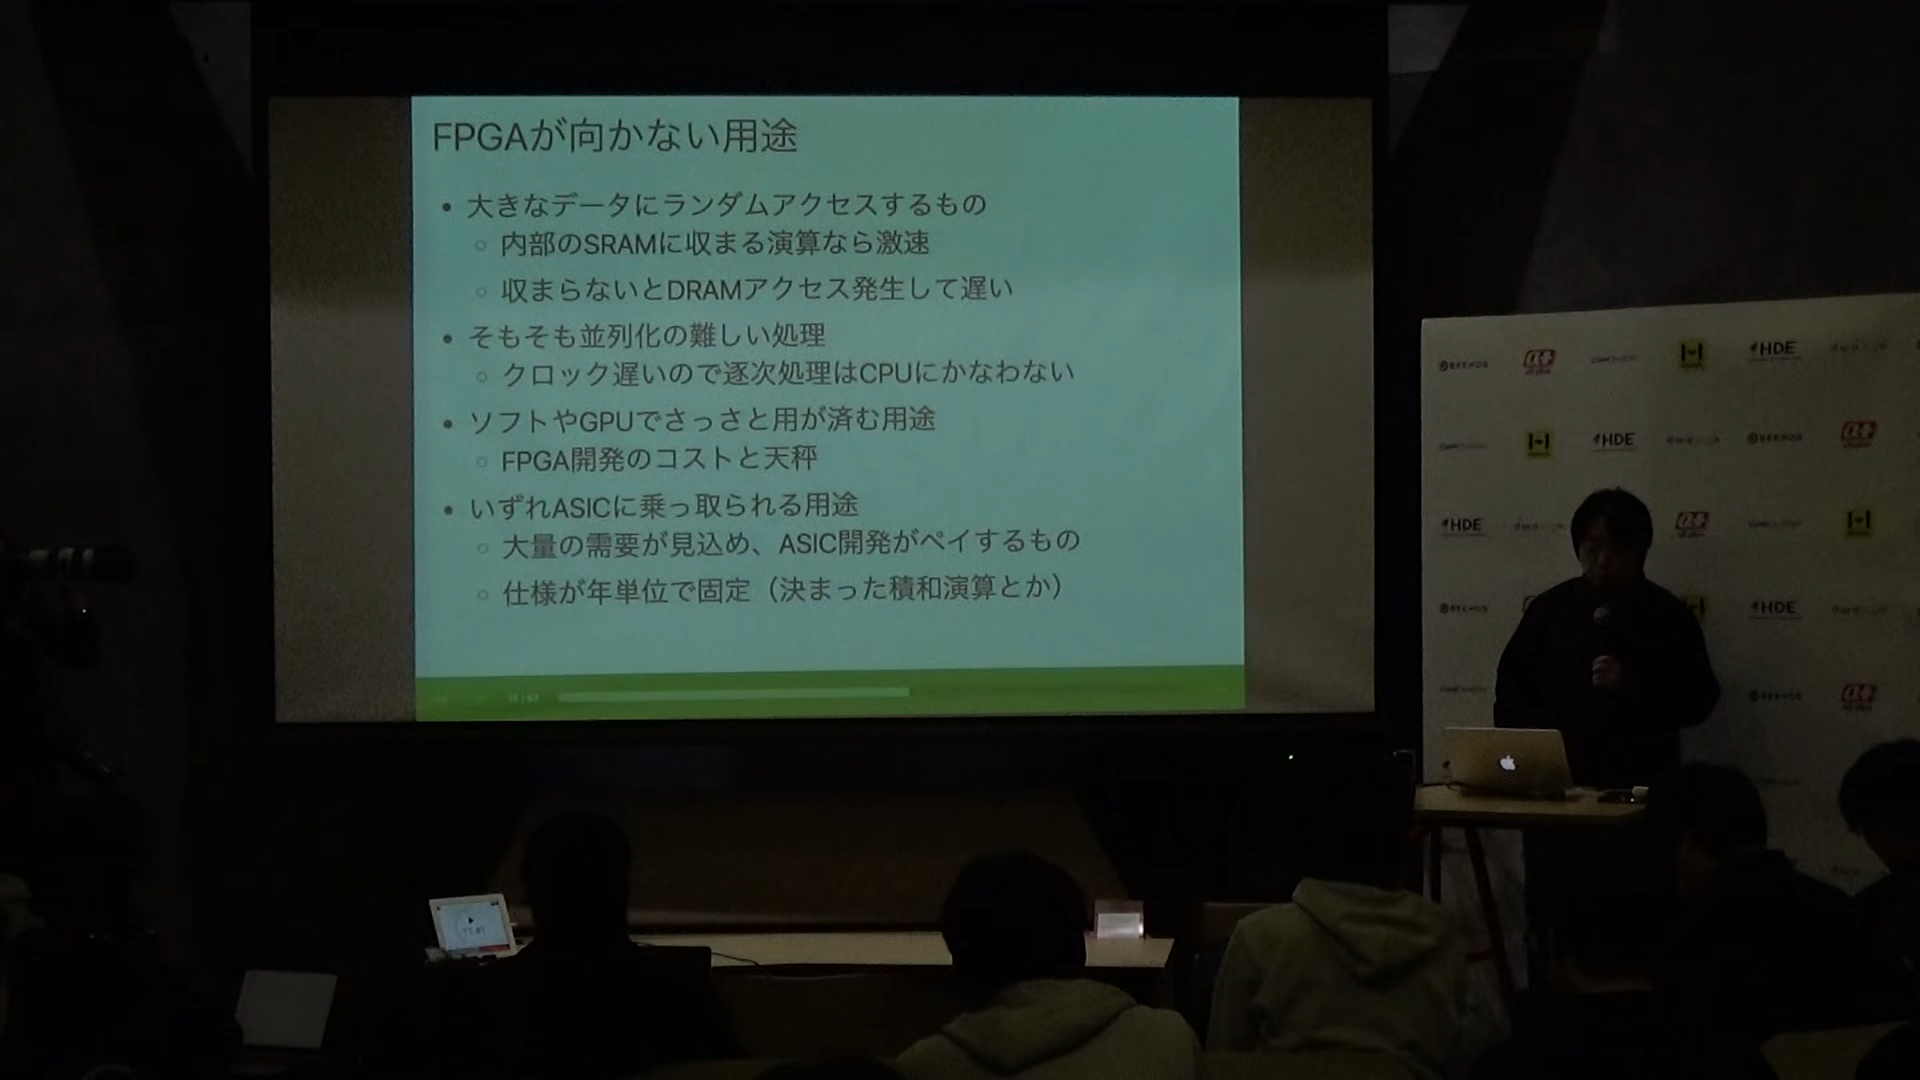 FPGAが向かない用途
• 大きなデータにランダムアクセスするもの
◦ 内部のSRAMに収まる演算なら激速
◦ 収まらないとDRAMアクセス発生して遅い
• そもそも並列化の難しい処理
◦ クロック遅いので逐次処理はCPUにかなわない
• ソフトやGPUでさっさと用が済む用途
◦ FPGA開発のコストと天秤
• いずれASICに乗っ取られる用途
◦ 大量の需要が見込め、ASIC開発がペイするもの
◦ 仕様が年単位で固定（決まった積和演算とか）
BEENOS
HDE
HDE
BEENOS
HDE
BEENOS
HDE
BEENOS